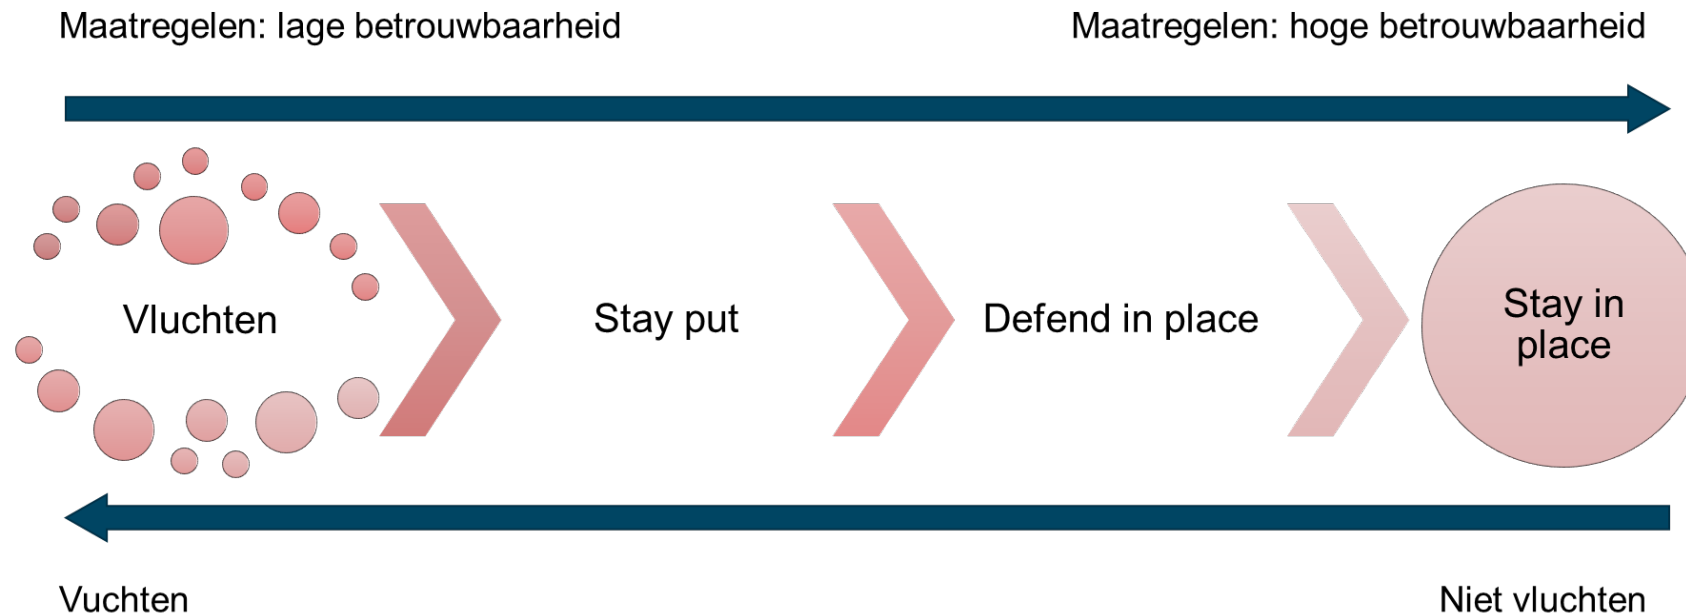 Maatregelen: lage betrouwbaarheid
Maatregelen: hoge betrouwbaarheid
Vluchten
Stay put
Defend in place
Stay in
place
Vuchten
Niet vluchten